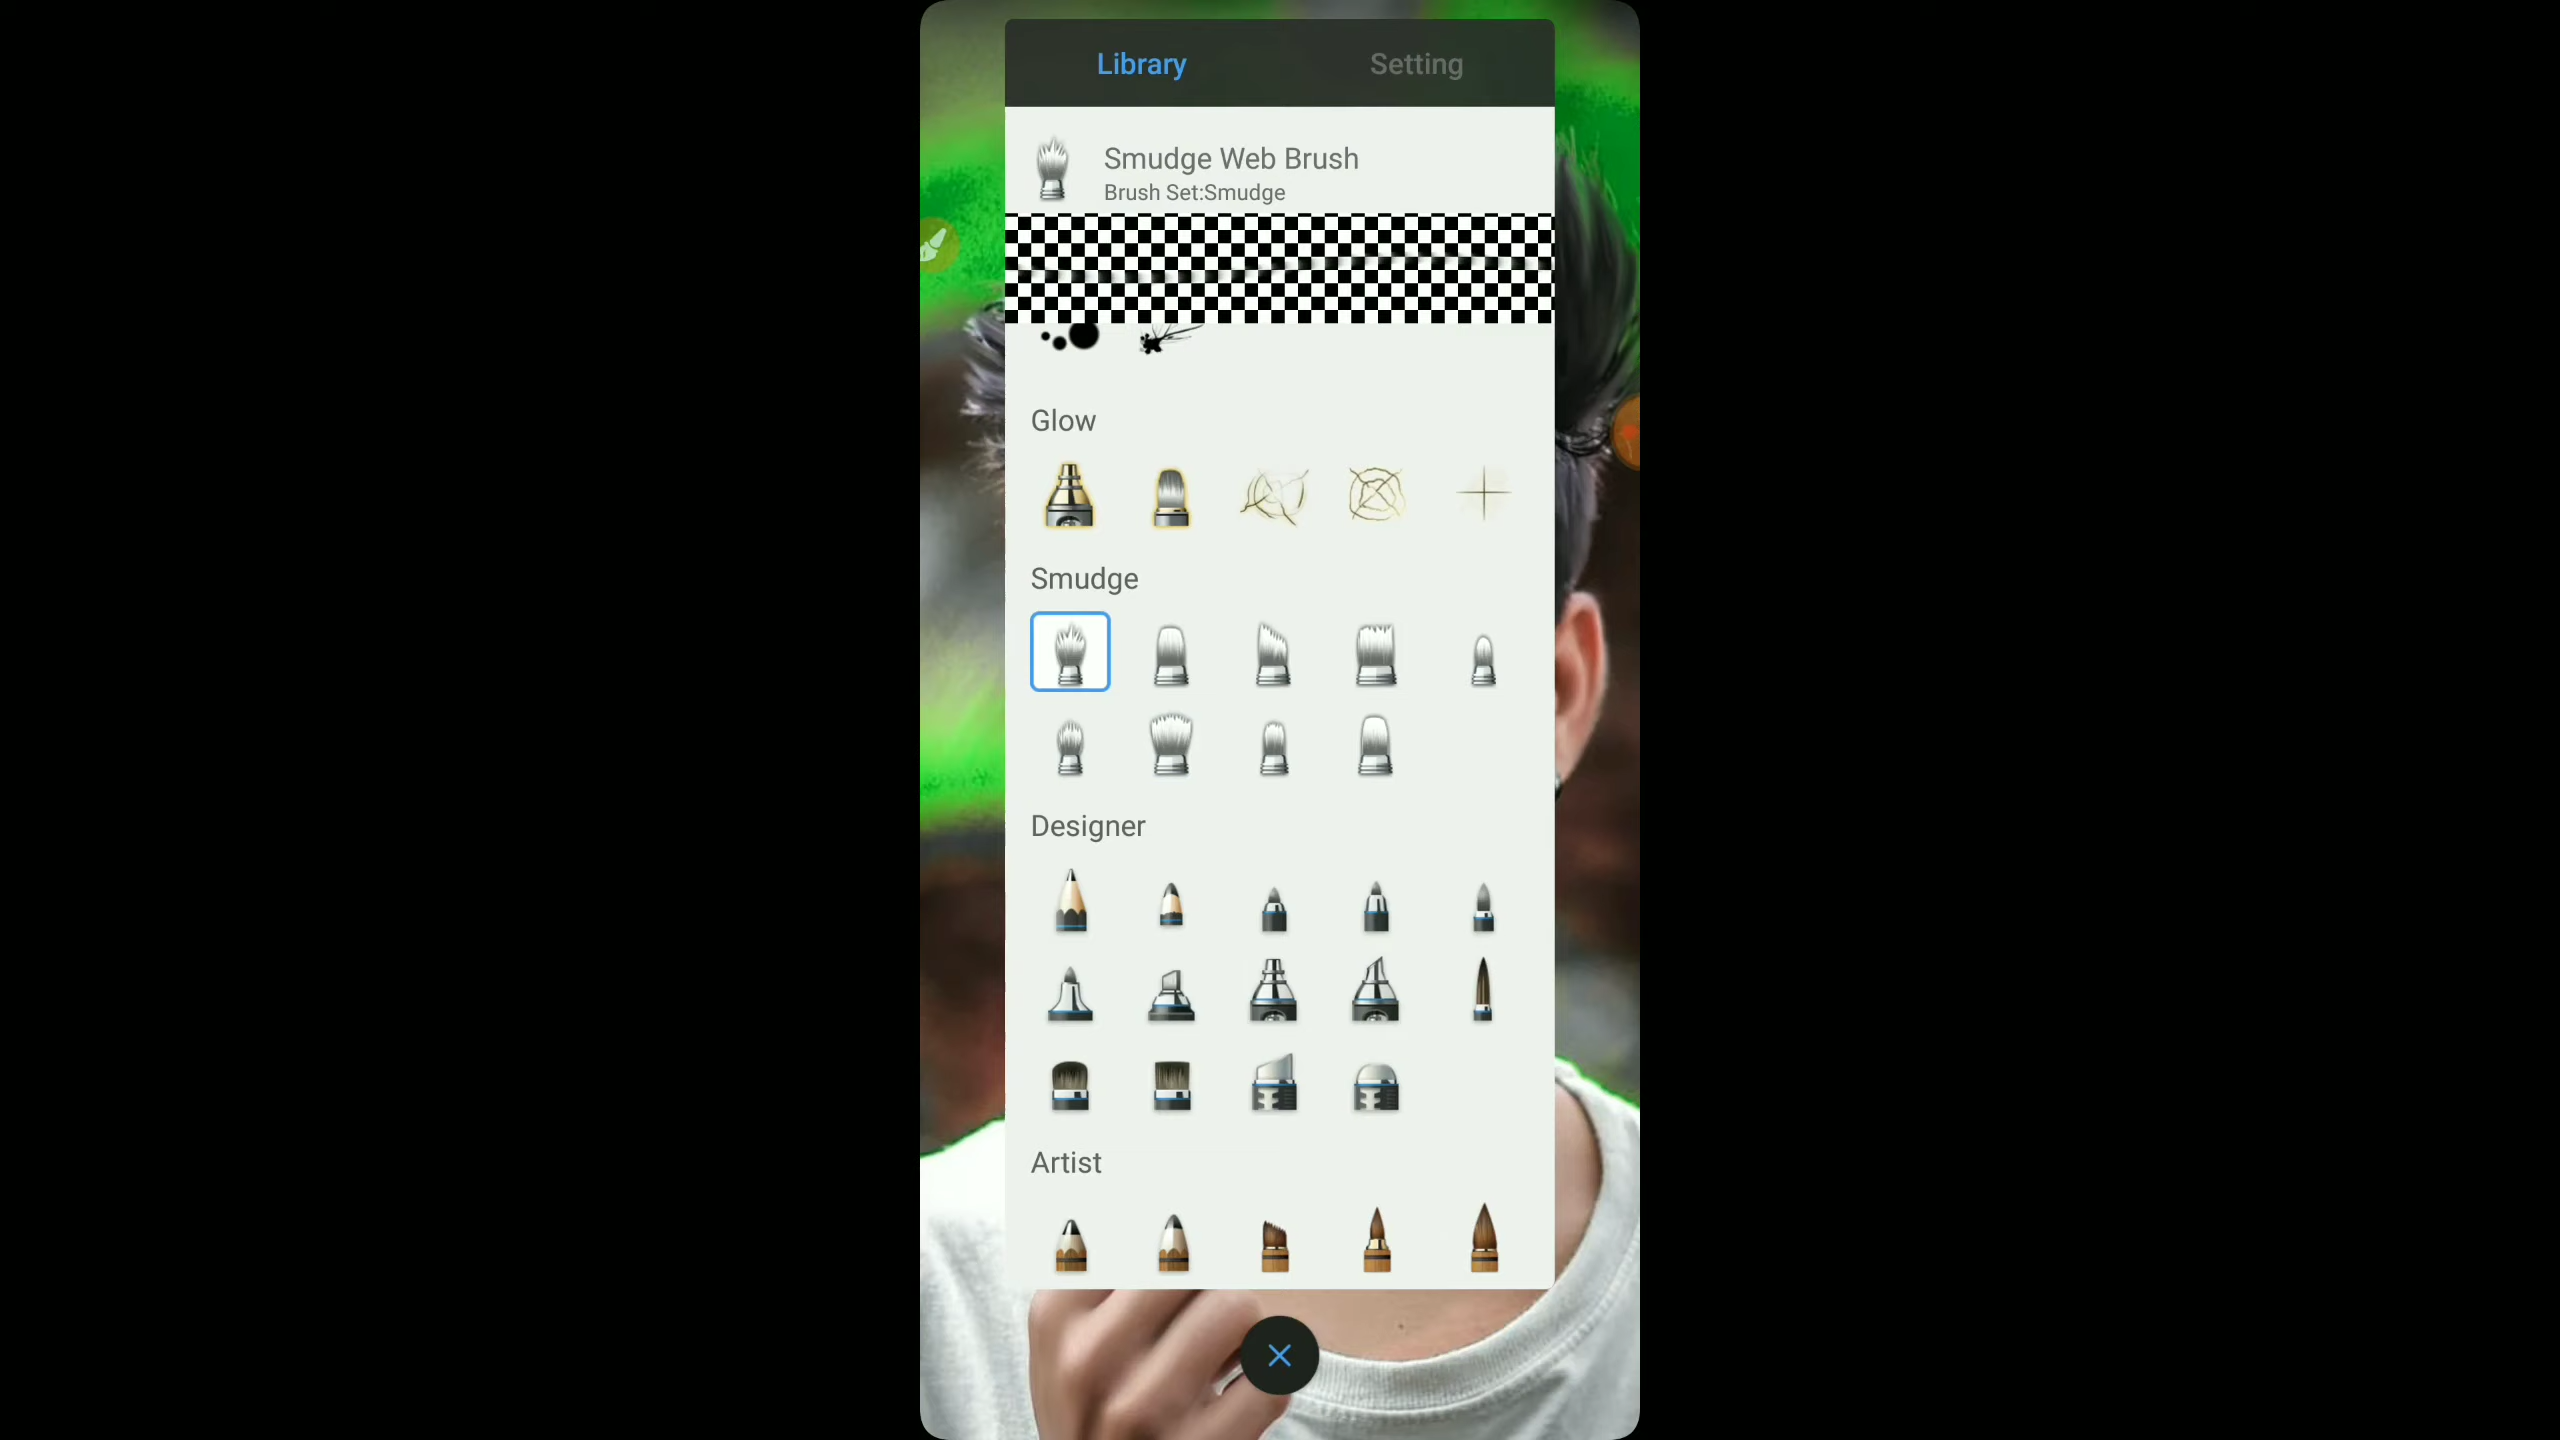 Library Setting
Smudge Web Brush
Brush Set:Smudge
Glow
Smudge
Designer
Artist